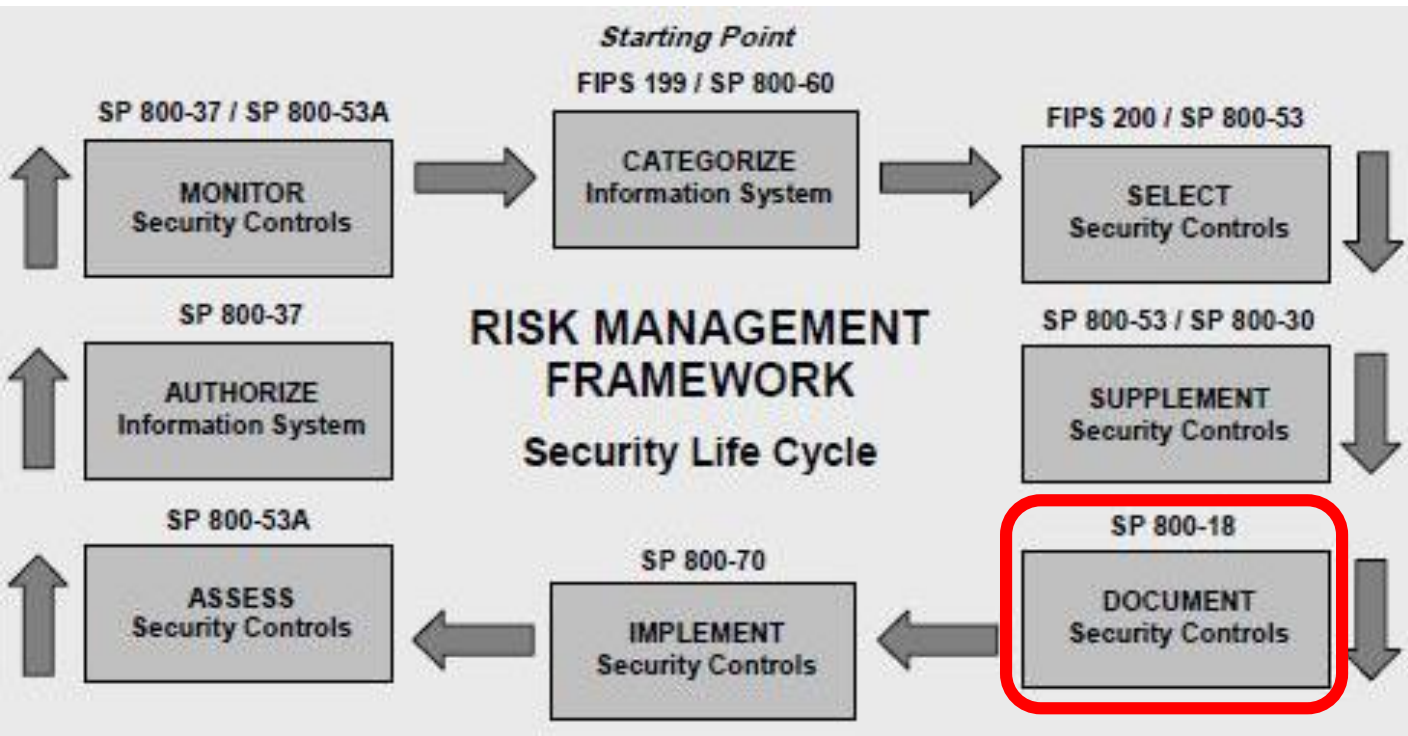 Starting Point
FIPS 199 / SP 800-60
CATEGORIZE
Information System
FIPS 200 / SP 800-53
SELECT
Security Controls
SP 800-53 / SP 800-30
SUPPLEMENT
Security Controls
SP 800-18
DOCUMENT
Security Controls
SP 800-70
IMPLEMENT
Security Controls
SP 800-53A
ASSESS
Security Controls
SP 800-37
AUTHORIZE
Information System
SP 800-37 / SP 800-53A
MONITOR
Security Controls
RISK MANAGEMENT
FRAMEWORK
Security Life Cycle